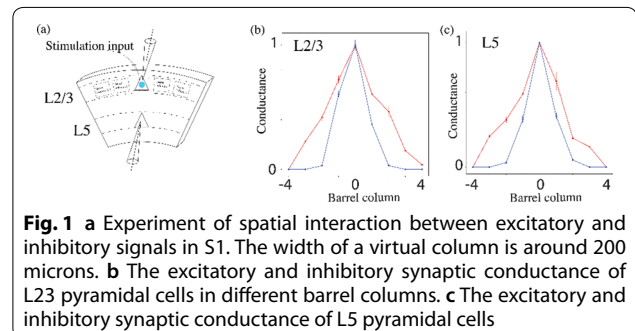 (a)
Stimulation input
L2/3
L5
(b)
L2/3
1
Conductance
0
-4
0
4
Barrel column
(c)
L5
1
Conductance
0
-4
0
4
Barrel column
Fig. 1 a Experiment of spatial interaction between excitatory and
inhibitory signals in S1. The width of a virtual column is around 200
microns. b The excitatory and inhibitory synaptic conductance of
L23 pyramidal cells in different barrel columns. c The excitatory and
inhibitory synaptic conductance of L5 pyramidal cells